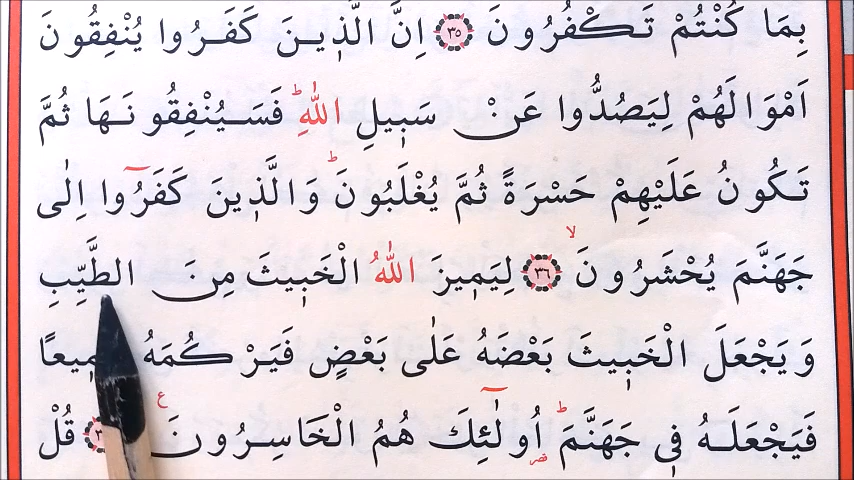 بِمَا كُنْتُمْ تَكْفُرُونَ ﴿٣٥﴾ اِنَّ الَّذ۪ينَ كَفَرُوا يُنْفِقُونَ
اَمْوَالَهُمْ لِيَصُدُّوا عَنْ سَب۪يلِ اللّٰهِۜ فَسَيُنْفِقُونَهَا ثُمَّ
تَكُونُ عَلَيْهِمْ حَسْرَةً ثُمَّ يُغْلَبُونَۜ وَالَّذ۪ينَ كَفَرُٓوا اِلٰى
جَهَنَّمَ يُحْشَرُونَۙ ﴿٣٦﴾ لِيَم۪يزَ اللّٰهُ الْخَب۪يثَ مِنَ الطَّيِّبِ
وَيَجْعَلَ الْخَب۪يثَ بَعْضَهُ عَلٰى بَعْضٍ فَيَرْكُمَهُ
فَيَجْعَلَهُ ف۪ي جَهَنَّمَۜ اُو۬لٰٓئِكَ هُمُ الْخَاسِرُونَ ع قُلْ